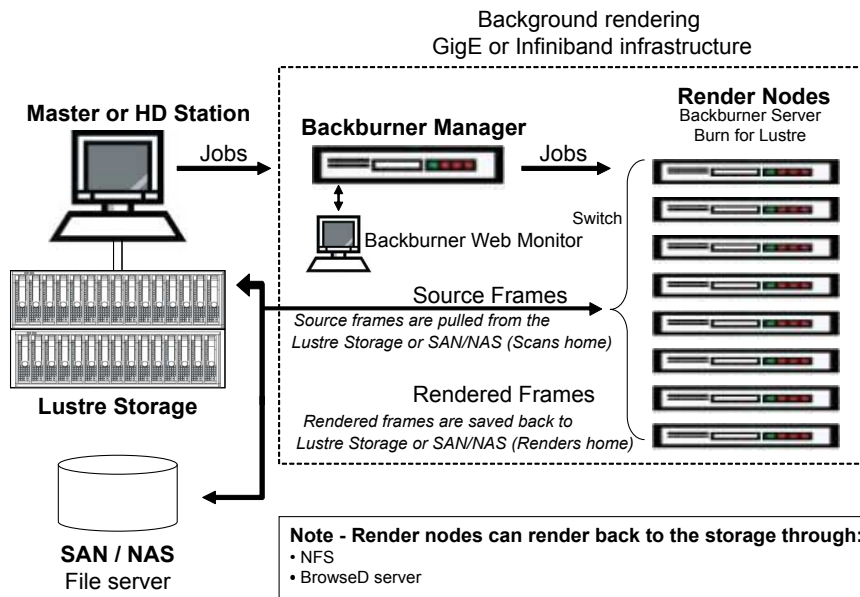 Background rendering
GigE or Infiniband infrastructure
Master or HD Station
Jobs
Backburner Manager
Jobs
Render Nodes
Backburner Server
Burn for Lustre
Switch
Backburner Web Monitor
Source Frames
Source frames are pulled from the
Lustre Storage or SAN/NAS (Scans home)
Lustre Storage
Rendered Frames
Rendered frames are saved back to
Lustre Storage or SAN/NAS (Renders home)
SAN / NAS
File server
Note - Render nodes can render back to the storage through:
• NFS
• BrowseD server